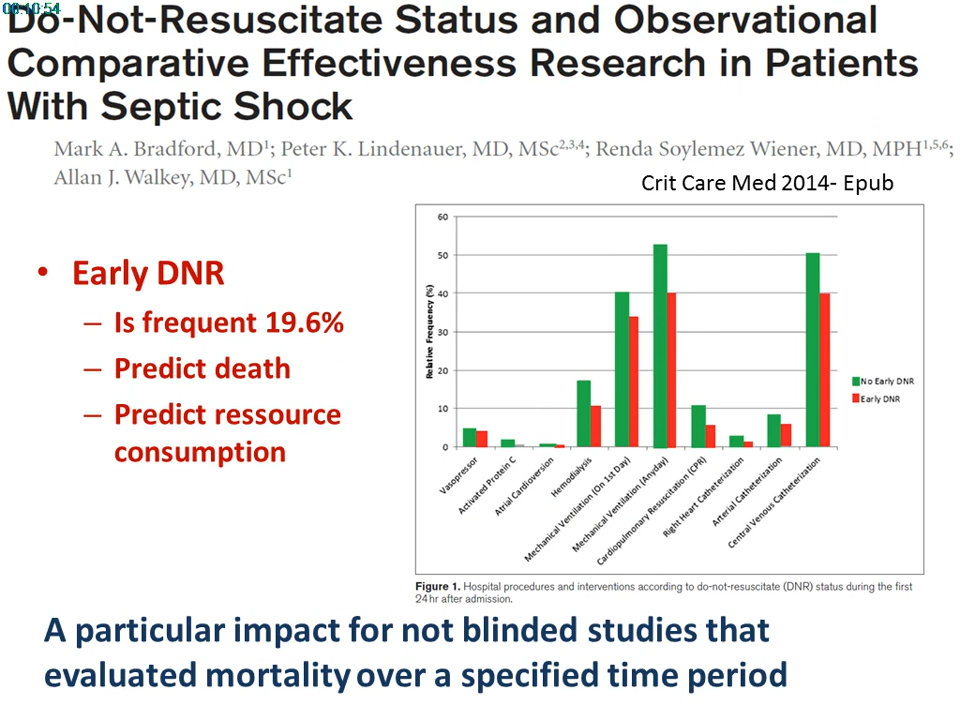 00:10:54
Do-Not-Resuscitate Status and Observational
Comparative Effectiveness Research in Patients
With Septic Shock
Mark A. Bradford, MD¹; Peter K. Lindenauer, MD, MSc²,³,⁴; Renda Soylemez Wiener, MD, MPH¹,⁵,⁶;
Allan J. Walkey, MD, MSc¹
Crit Care Med 2014- Epub
• Early DNR
– Is frequent 19.6%
– Predict death
– Predict ressource
consumption
Relative Frequency (%)
60
50
40
30
20
10
0
Vasopressor
Activated Protein C
Atrial Cardioversion
Hemodialysis
Mechanical Ventilation (On 1st Day)
Mechanical Ventilation (Anyday)
Cardiopulmonary Resuscitation (CPR)
Right Heart Catheterization
Arterial Catheterization
Central Venous Catheterization
No Early DNR
Early DNR
Figure 1. Hospital procedures and interventions according to do-not-resuscitate (DNR) status during the first
24 hr after admission.
A particular impact for not blinded studies that
evaluated mortality over a specified time period